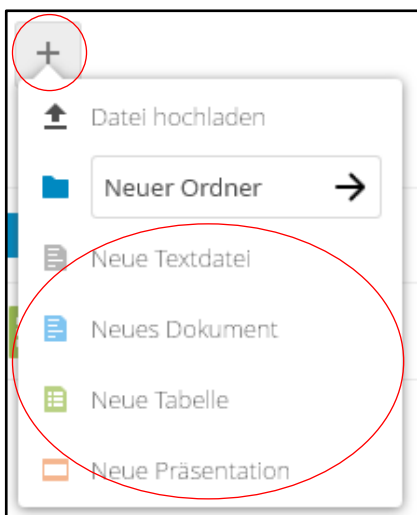 +
Datei hochladen
Neuer Ordner →
Neue Textdatei
Neues Dokument
Neue Tabelle
Neue Präsentation